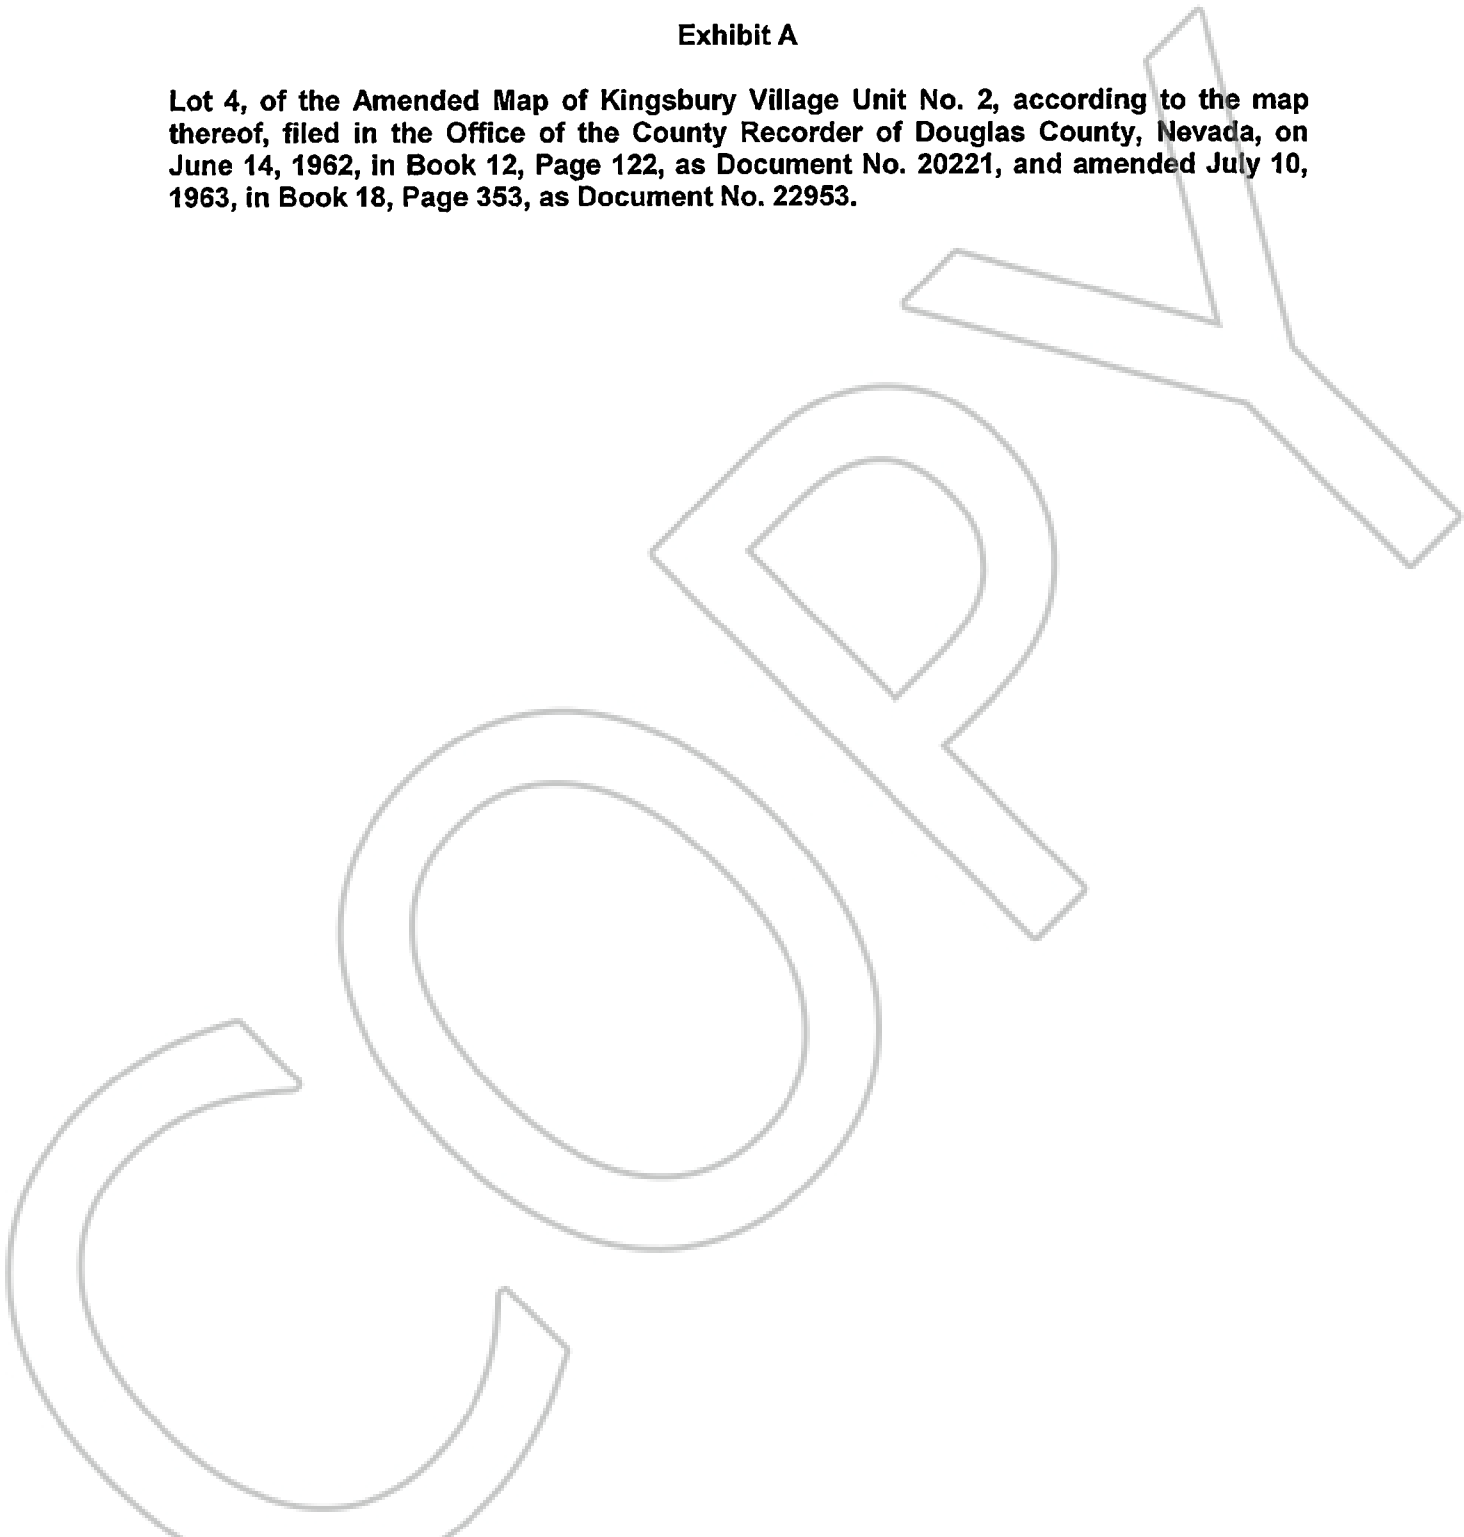 Exhibit A
Lot 4, of the Amended Map of Kingsbury Village Unit No. 2, according to the map
thereof, filed in the Office of the County Recorder of Douglas County, Nevada, on
June 14, 1962, in Book 12, Page 122, as Document No. 20221, and amended July 10,
1963, in Book 18, Page 353, as Document No. 22953.
COPY